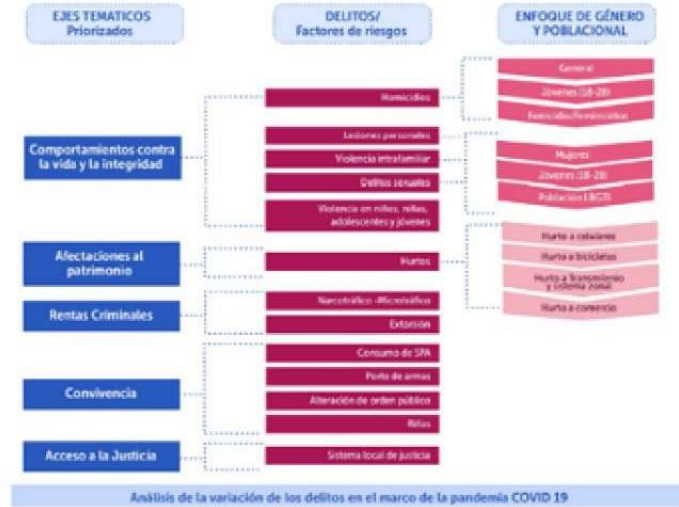 EJES TEMATICOS
Priorizados
DELITOS/
Factores de riesgos
ENFOQUE DE GÉNERO
Y POBLACIONAL
Comportamientos contra
la vida y la integridad
Afectaciones al
patrimonio
Rentas Criminales
Convivencia
Acceso a la Justicia
Homicidios
Lesiones personales
Violencia intrafamiliar
Delitos sexuales
Violencia en niñas, niños,
adolescentes y jóvenes
Hurtos
Narcotráfico -Microtráfico
Extorsión
Consumo de SPA
Porte de armas
Alteración de orden público
Riñas
Sistema local de justicia
General
Jóvenes (18-28)
Femicidio/Feminicidios
Mujeres
Jóvenes (18-28)
Población LBGTI
Hurto a celulares
Hurto a bicicletas
Hurto a Transmilenio
y sistema zonal
Hurto a comercio
Análisis de la variación de los delitos en el marco de la pandemia COVID 19